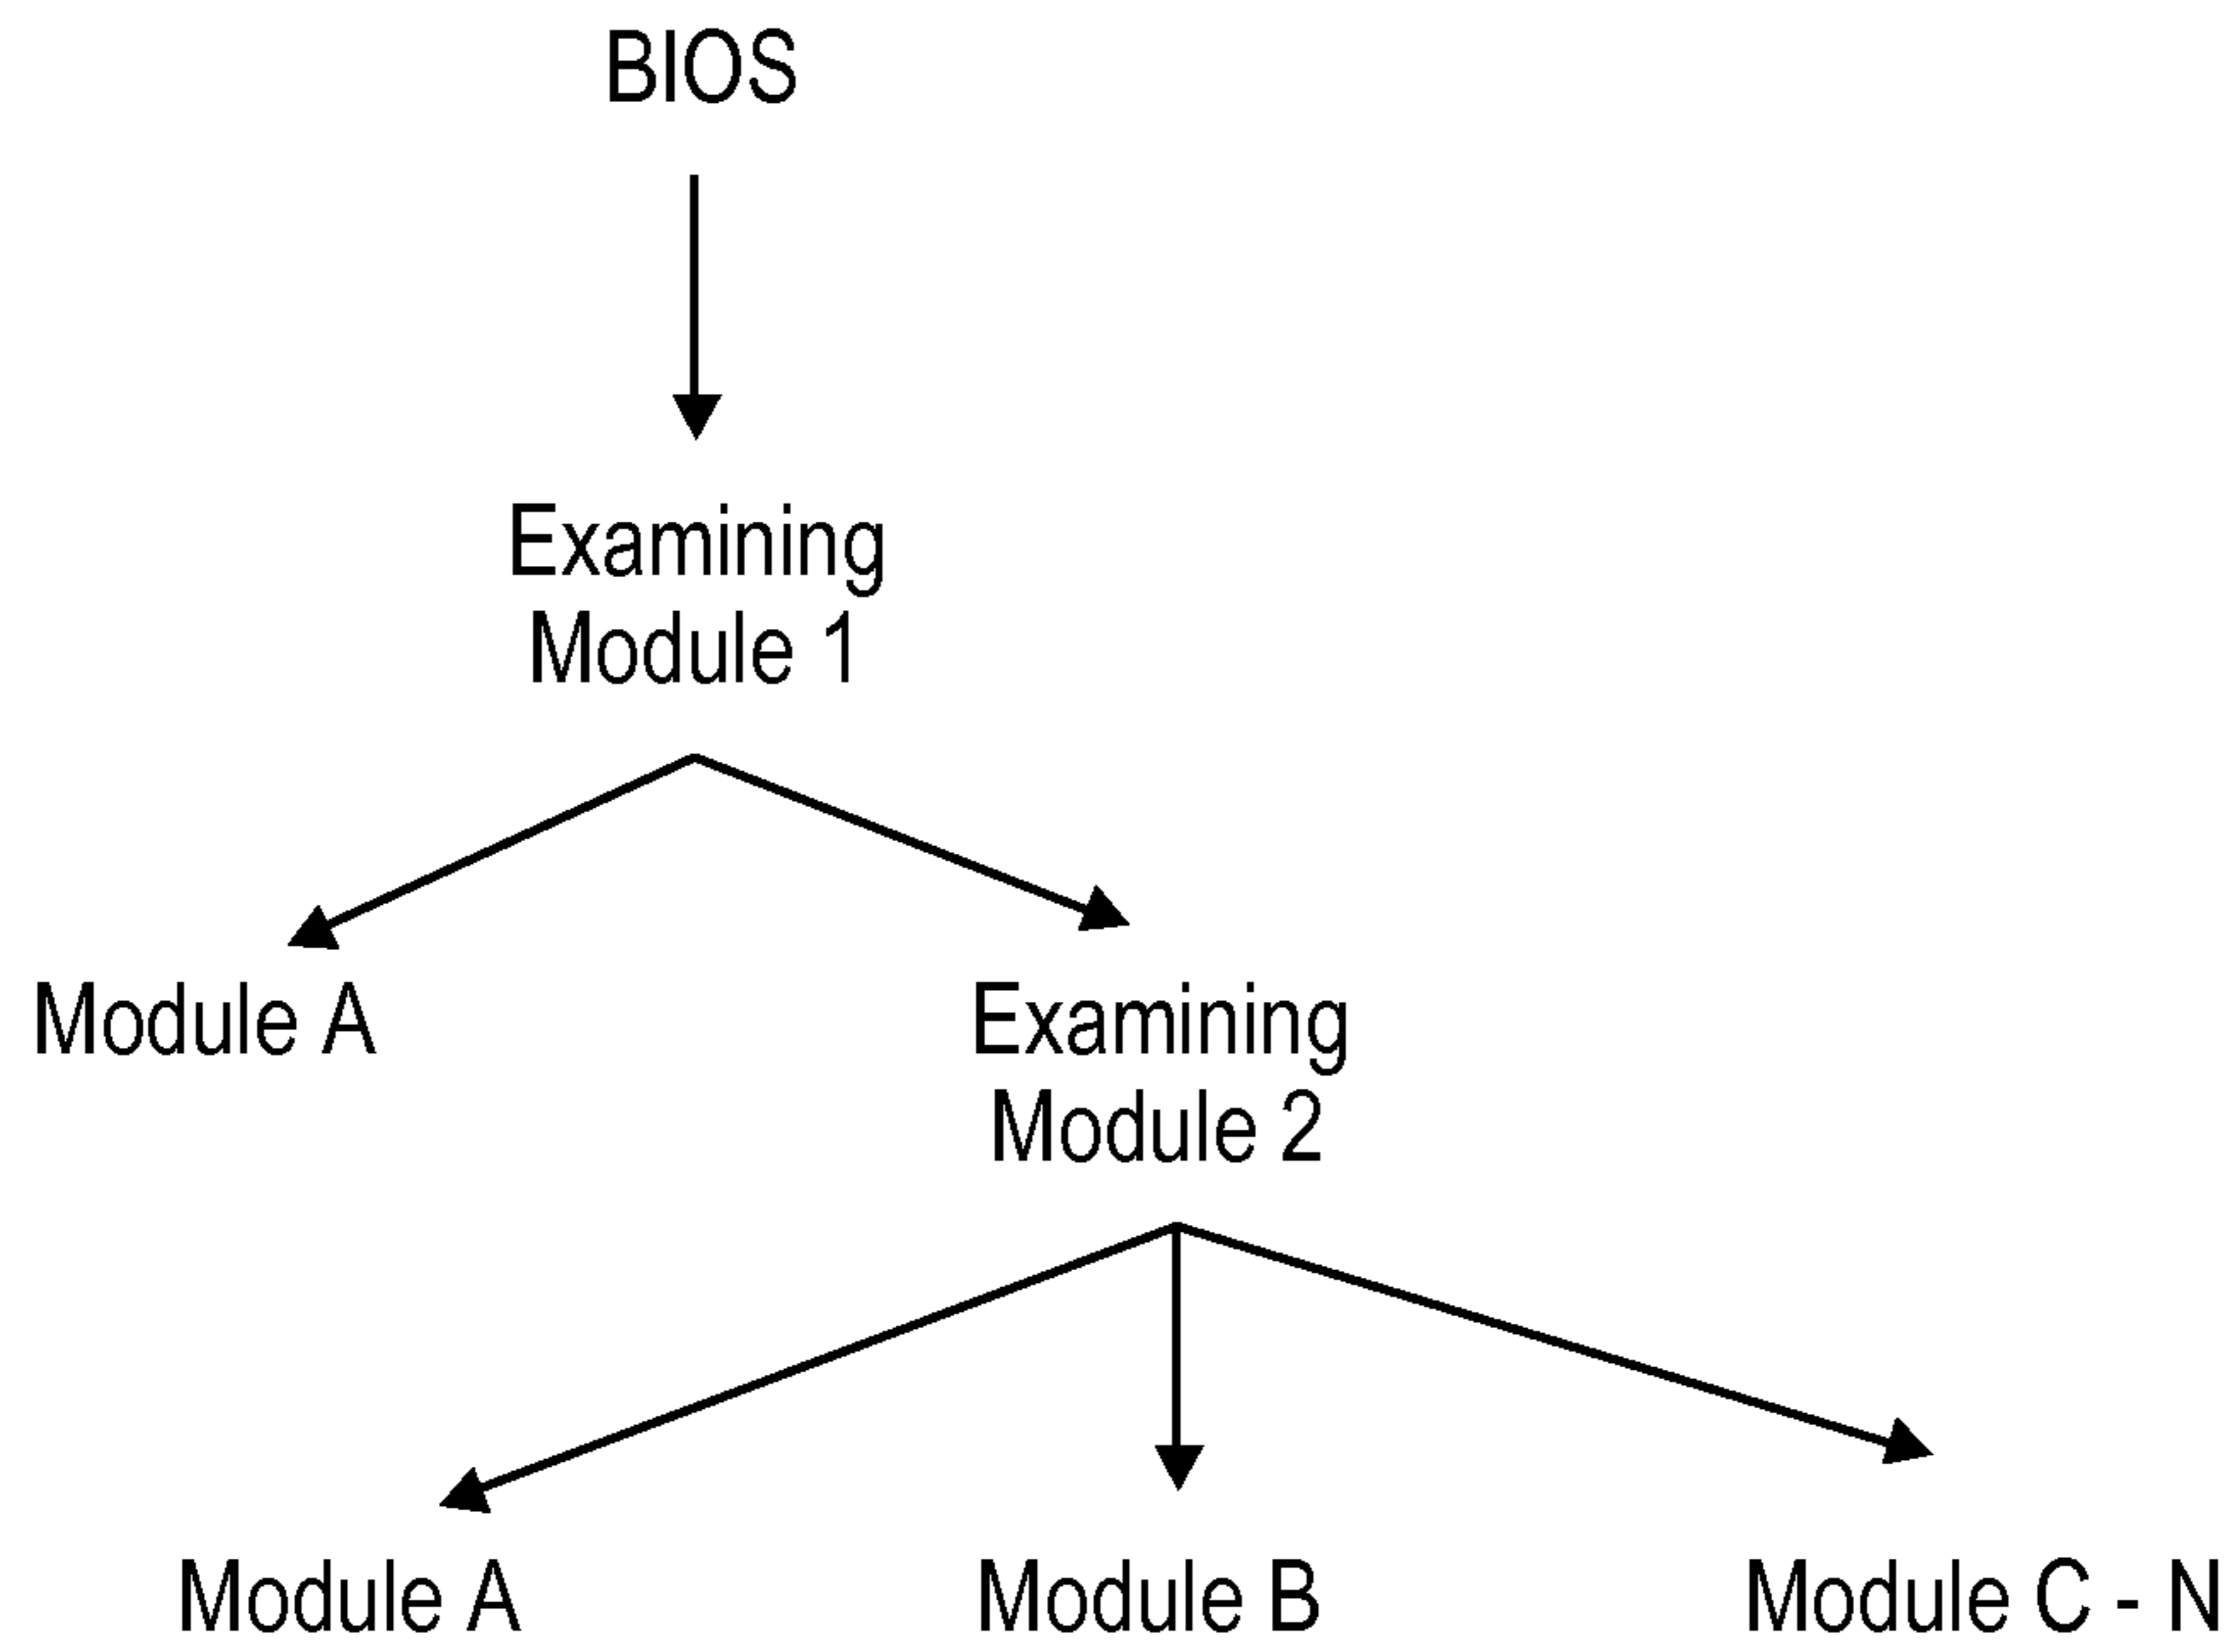 BIOS
Examining
Module 1
Module A
Examining
Module 2
Module A
Module B
Module C - N